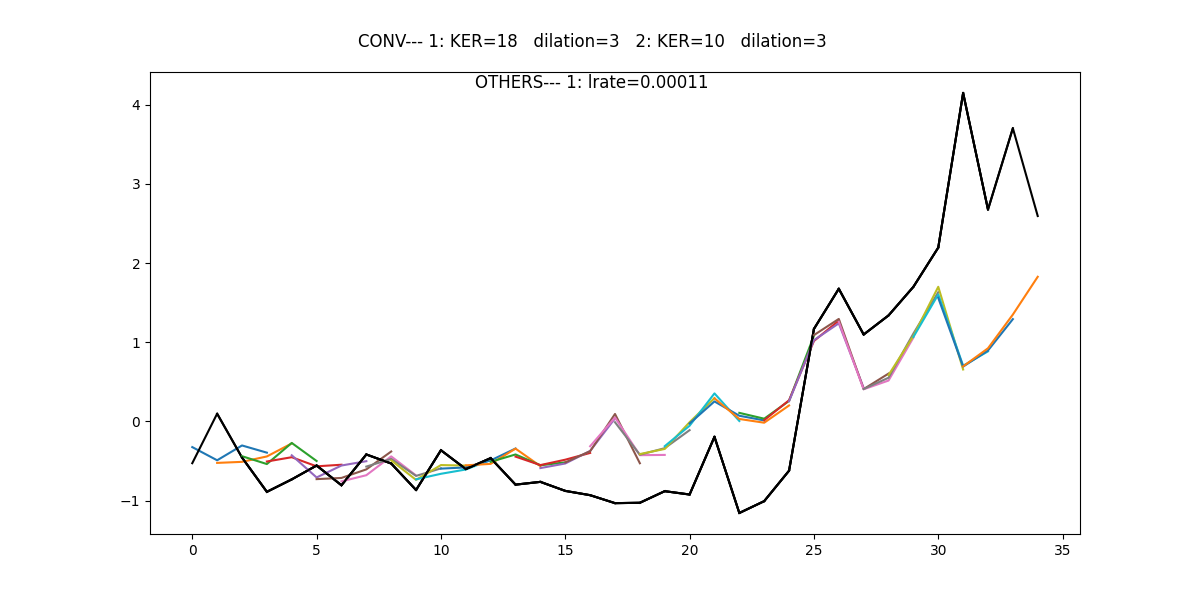 CONV--- 1: KER=18   dilation=3   2: KER=10   dilation=3
OTHERS--- 1: lrate=0.00011
4
3
2
1
0
−1
0 5 10 15 20 25 30 35